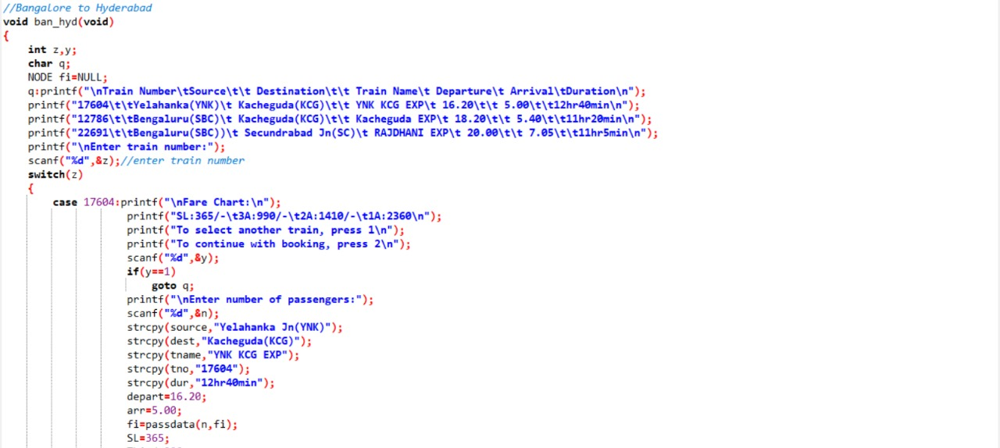 //Bangalore to Hyderabad
void ban_hyd(void)
{
int z,y;
char q;
NODE fi=NULL;
q:printf("\nTrain Number\tSource\t\t Destination\t\t Train Name\t Departure\t Arrival\tDuration\n");
printf("17604\t\tYelahanka(YNK)\t Kacheguda(KCG)\t\t YNK KCG EXP\t 16.20\t\t 5.00\t\t12hr40min\n");
printf("12786\t\tBengaluru(SBC)\t Kacheguda(KCG)\t\t Kacheguda EXP\t 18.20\t\t 5.40\t\t11hr20min\n");
printf("22691\t\tBengaluru(SBC))\t Secundrabad Jn(SC)\t RAJDHANI EXP\t 20.00\t\t 7.05\t\t11hr5min\n");
printf("\nEnter train number:");
scanf("%d",&z);//enter train number
switch(z)
{
case 17604:printf("\nFare Chart:\n");
printf("SL:365/-\t3A:990/-\t2A:1410/-\t1A:2360\n");
printf("To select another train, press 1\n");
printf("To continue with booking, press 2\n");
scanf("%d",&y);
if(y==1)
goto q;
printf("\nEnter number of passengers:");
scanf("%d",&n);
strcpy(source,"Yelahanka Jn(YNK)");
strcpy(dest,"Kacheguda(KCG)");
strcpy(tname,"YNK KCG EXP");
strcpy(tno,"17604");
strcpy(dur,"12hr40min");
depart=16.20;
arr=5.00;
fi=passdata(n,fi);
SL=365;